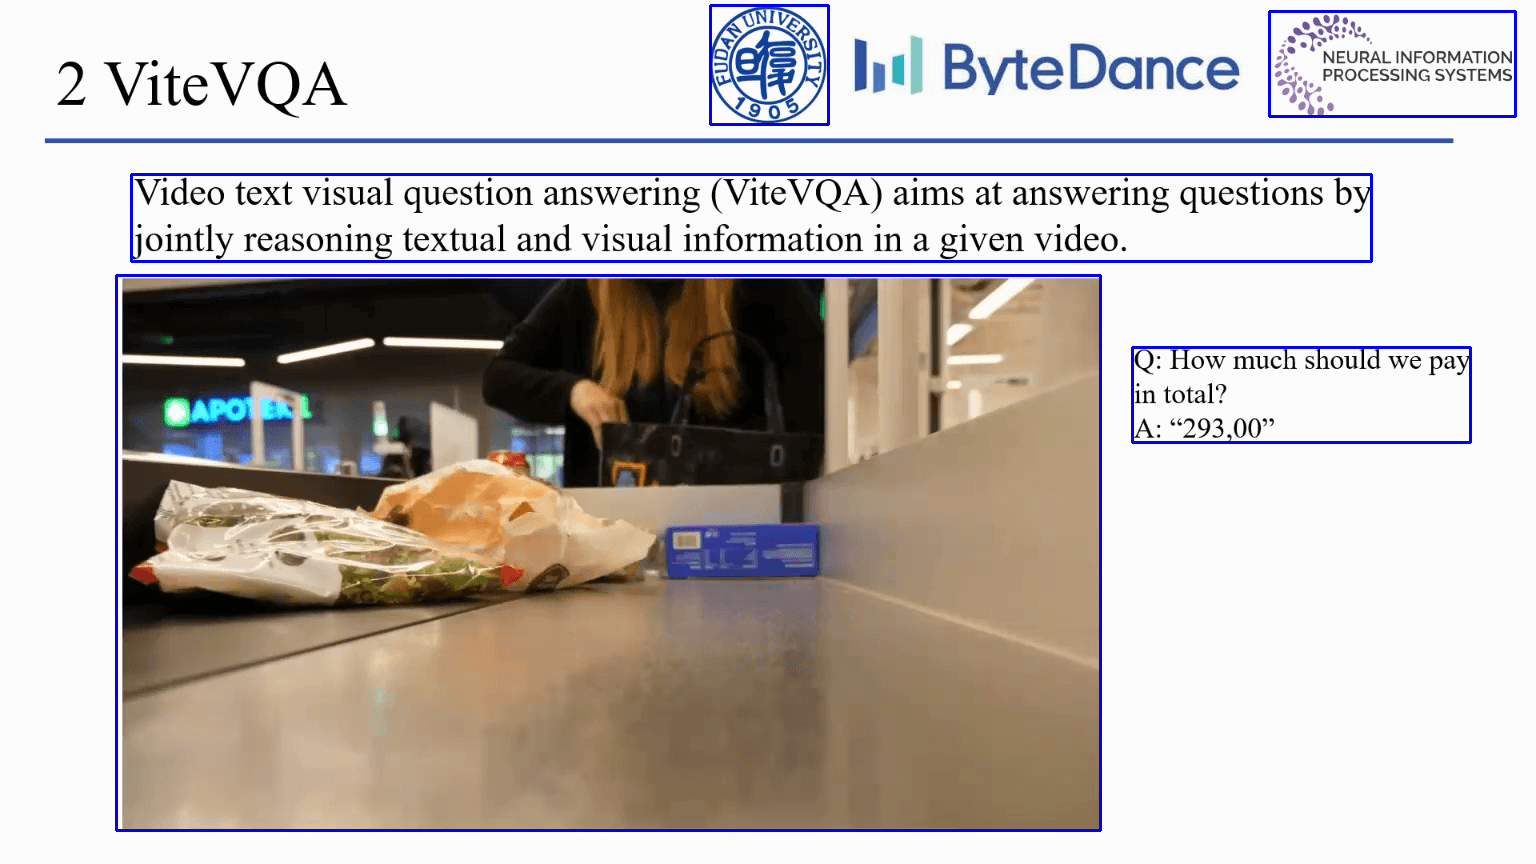 2 ViteVQA
FUDAN UNIVERSITY
1905
ByteDance
NEURAL INFORMATION
PROCESSING SYSTEMS
Video text visual question answering (ViteVQA) aims at answering questions by
jointly reasoning textual and visual information in a given video.
Q: How much should we pay
in total?
A: “293,00”